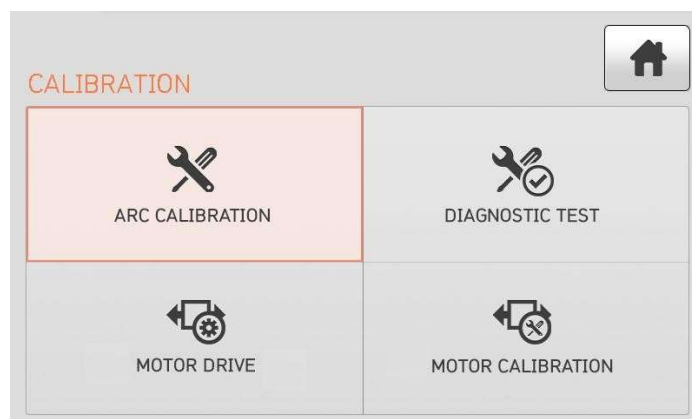 CALIBRATION
ARC CALIBRATION
DIAGNOSTIC TEST
MOTOR DRIVE
MOTOR CALIBRATION